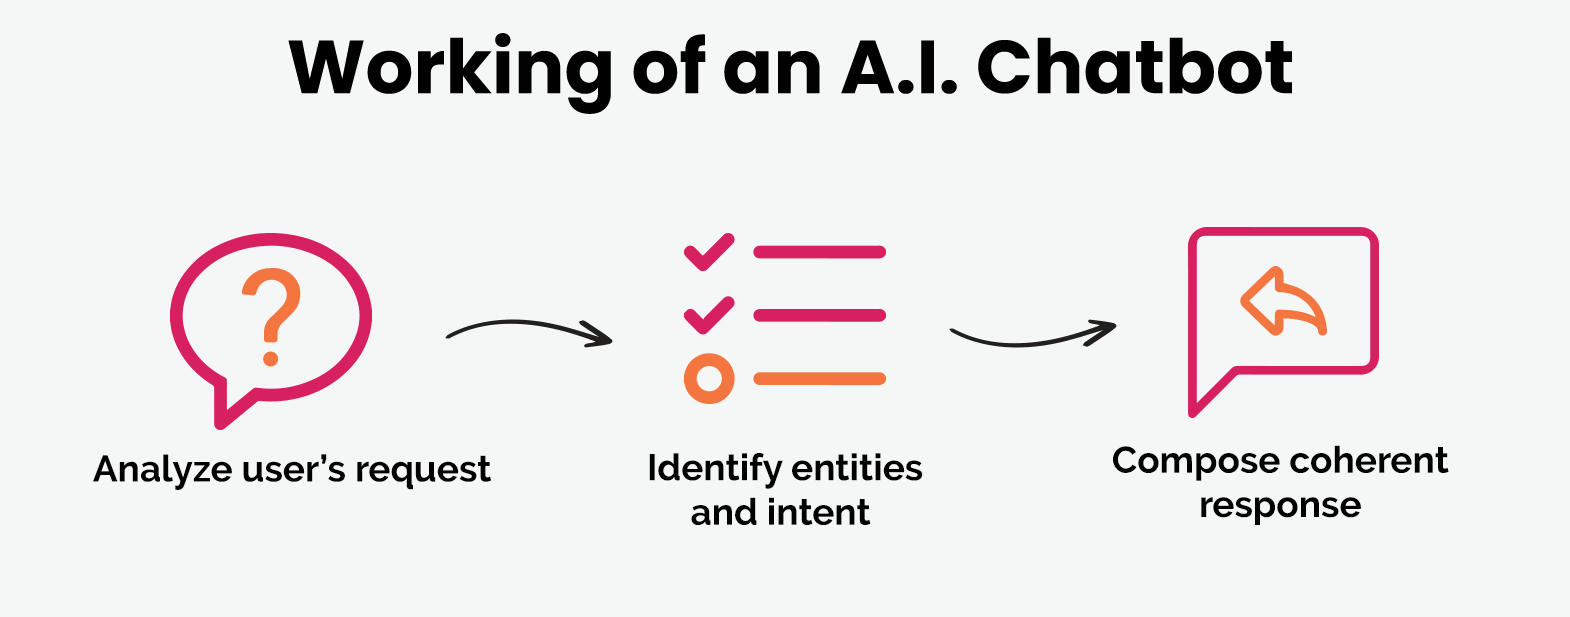 Working of an A.I. Chatbot
Analyze user’s request
Identify entities
and intent
Compose coherent
response